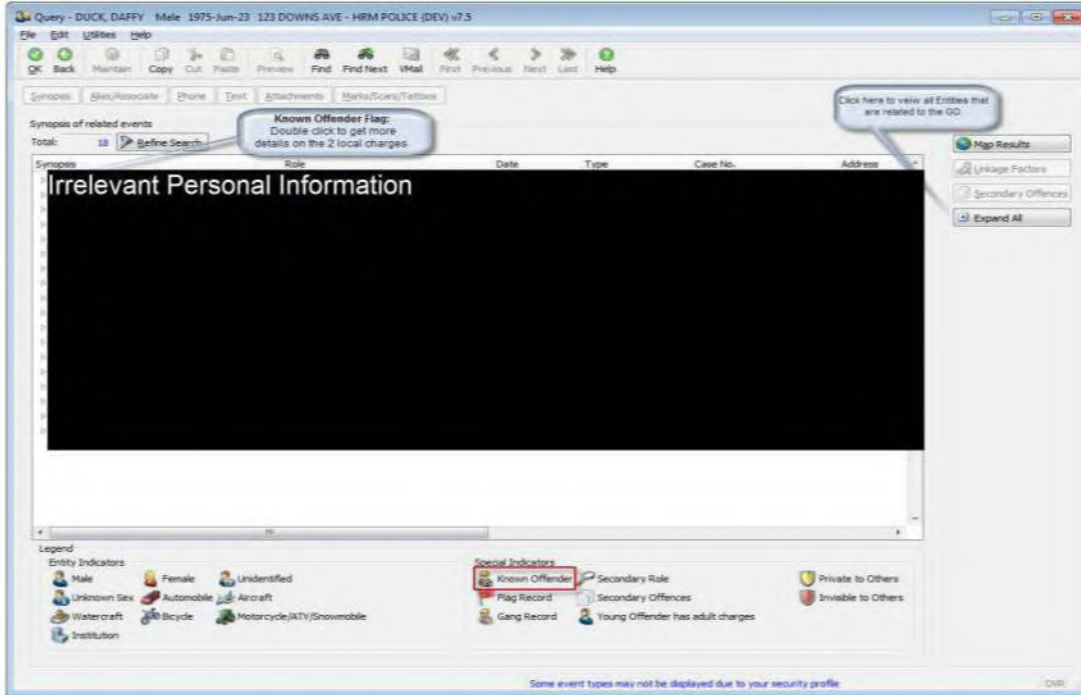 Query - DUCK, DAFFY Male 1975-Jun-23 123 DOWNS AVE - HRM POLICE (DEV) v7.5
File Edit Utilities Help
OK Back Maintain Copy Cut Paste Preview Find Find Next VMail First Previous Next Last Help
Synopsis Alias/Associate Phone Text Attachments Marks/Scars/Tattoos
Click here to veiw all Entities that
are related to the GO.
Known Offender Flag:
Double click to get more
details on the 2 local charges
Synopsis of related events
Total: 18 Refine Search
Map Results
Synopsis Role Date Type Case No. Address
Linkage Factors
Irrelevant Personal Information
Secondary Offences
Expand All
Legend
Entity Indicators
Male Female Unidentified
Unknown Sex Automobile Aircraft
Watercraft Bicycle Motorcycle/ATV/Snowmobile
Institution
Special Indicators
Known Offender Secondary Role Private to Others
Flag Record Secondary Offences Invisible to Others
Gang Record Young Offender has adult charges
Some event types may not be displayed due to your security profile
OVR